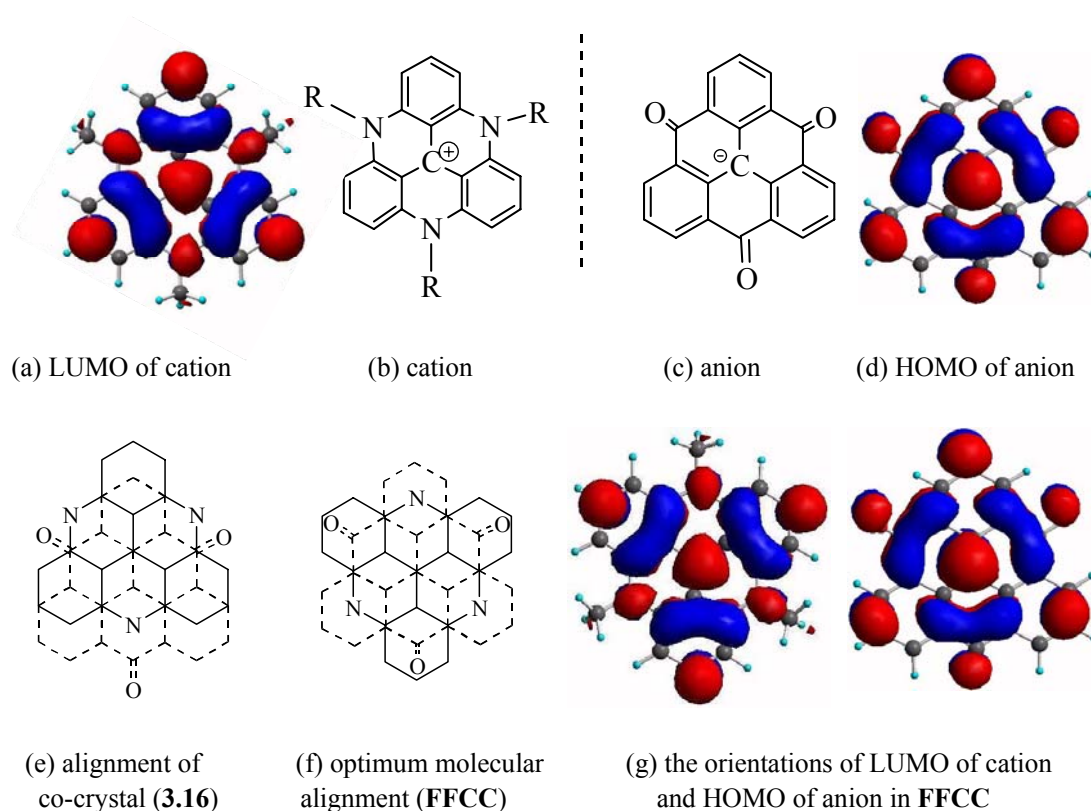 R
N
N
R
C
+
N
R
O
O
−
C
O
(a) LUMO of cation
(b) cation
(c) anion
(d) HOMO of anion
N
N
O
O
N
O
N
O
O
N
N
O
(e) alignment of
co-crystal (3.16)
(f) optimum molecular
alignment (FFCC)
(g) the orientations of LUMO of cation
and HOMO of anion in FFCC